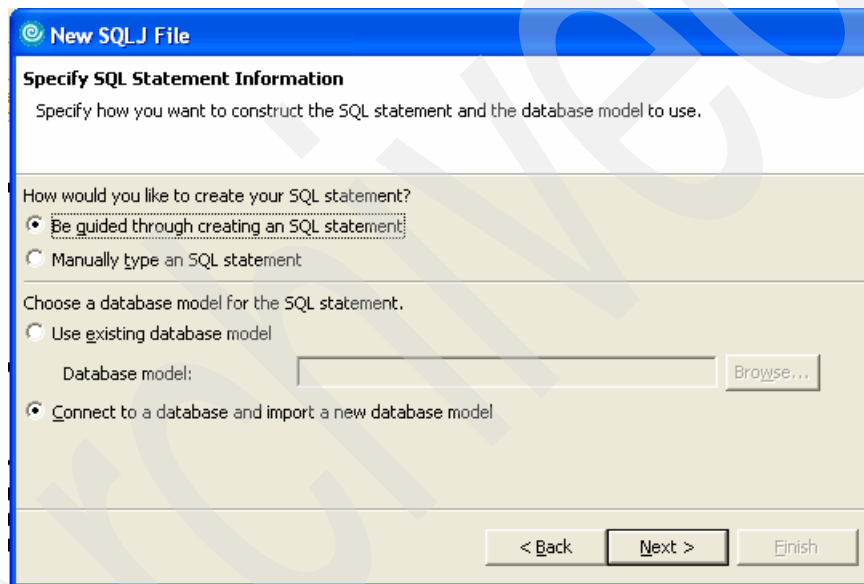 New SQLJ File
Specify SQL Statement Information
Specify how you want to construct the SQL statement and the database model to use.
How would you like to create your SQL statement?
Be guided through creating an SQL statement
Manually type an SQL statement
Choose a database model for the SQL statement.
Use existing database model
Database model:
Browse...
Connect to a database and import a new database model
< Back Next > Finish